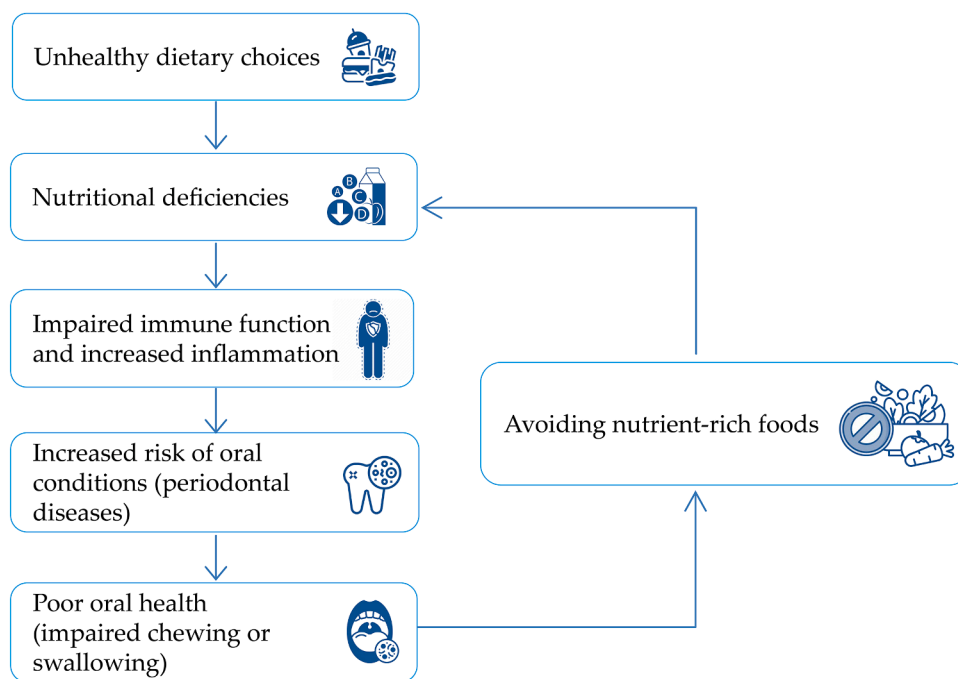 Unhealthy dietary choices
Nutritional deficiencies
A
B
C
D
Impaired immune function
and increased inflammation
Increased risk of oral
conditions (periodontal
diseases)
Poor oral health
(impaired chewing or
swallowing)
Avoiding nutrient-rich foods